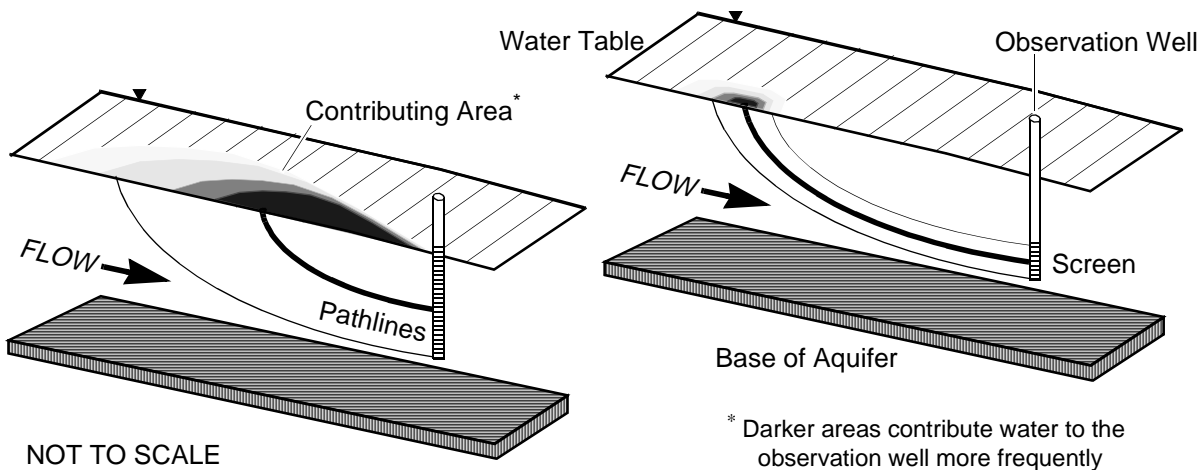 Water Table
Observation Well
Contributing Area*
FLOW
FLOW
Screen
Pathlines
Base of Aquifer
NOT TO SCALE
* Darker areas contribute water to the
observation well more frequently